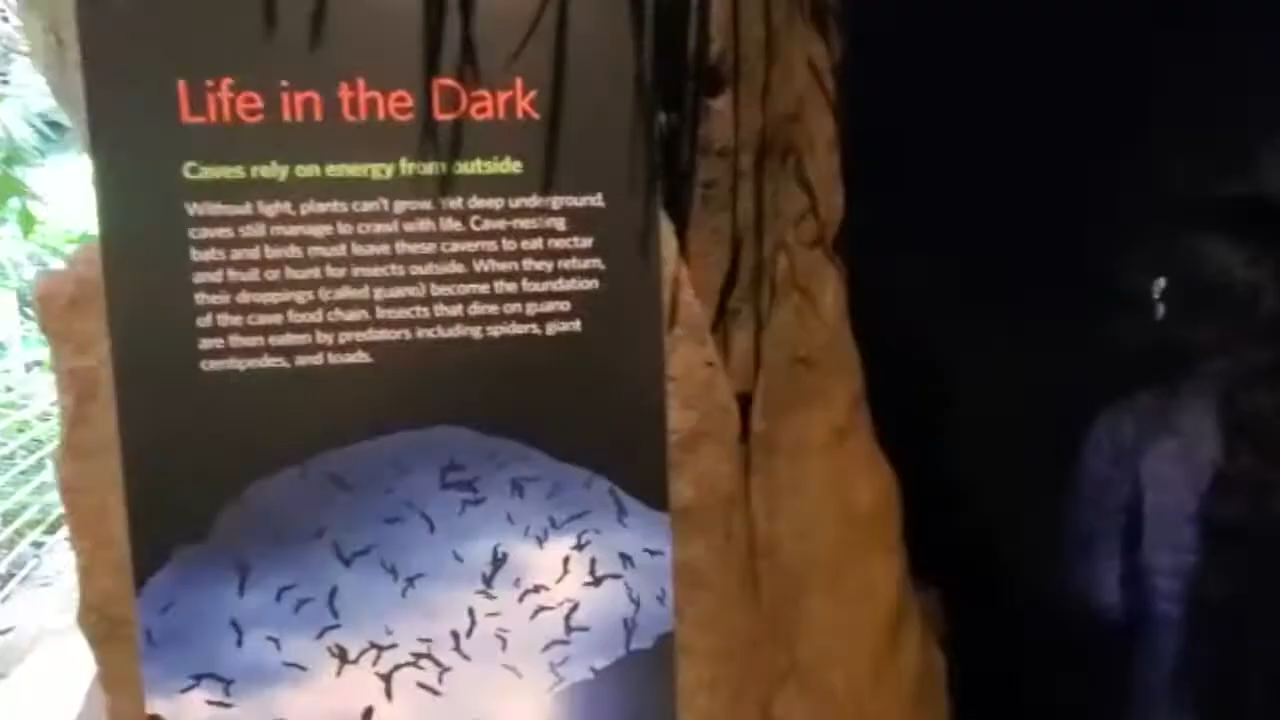 Life in the Dark
Caves rely on energy from outside
Without light, plants can't grow. Yet deep underground,
caves still manage to crawl with life. Cave-nesting
bats and birds must leave these caverns to eat nectar
and fruit or hunt for insects outside. When they return,
their droppings (called guano) become the foundation
of the cave food chain. Insects that dine on guano
are then eaten by predators including spiders, giant
centipedes, and toads.